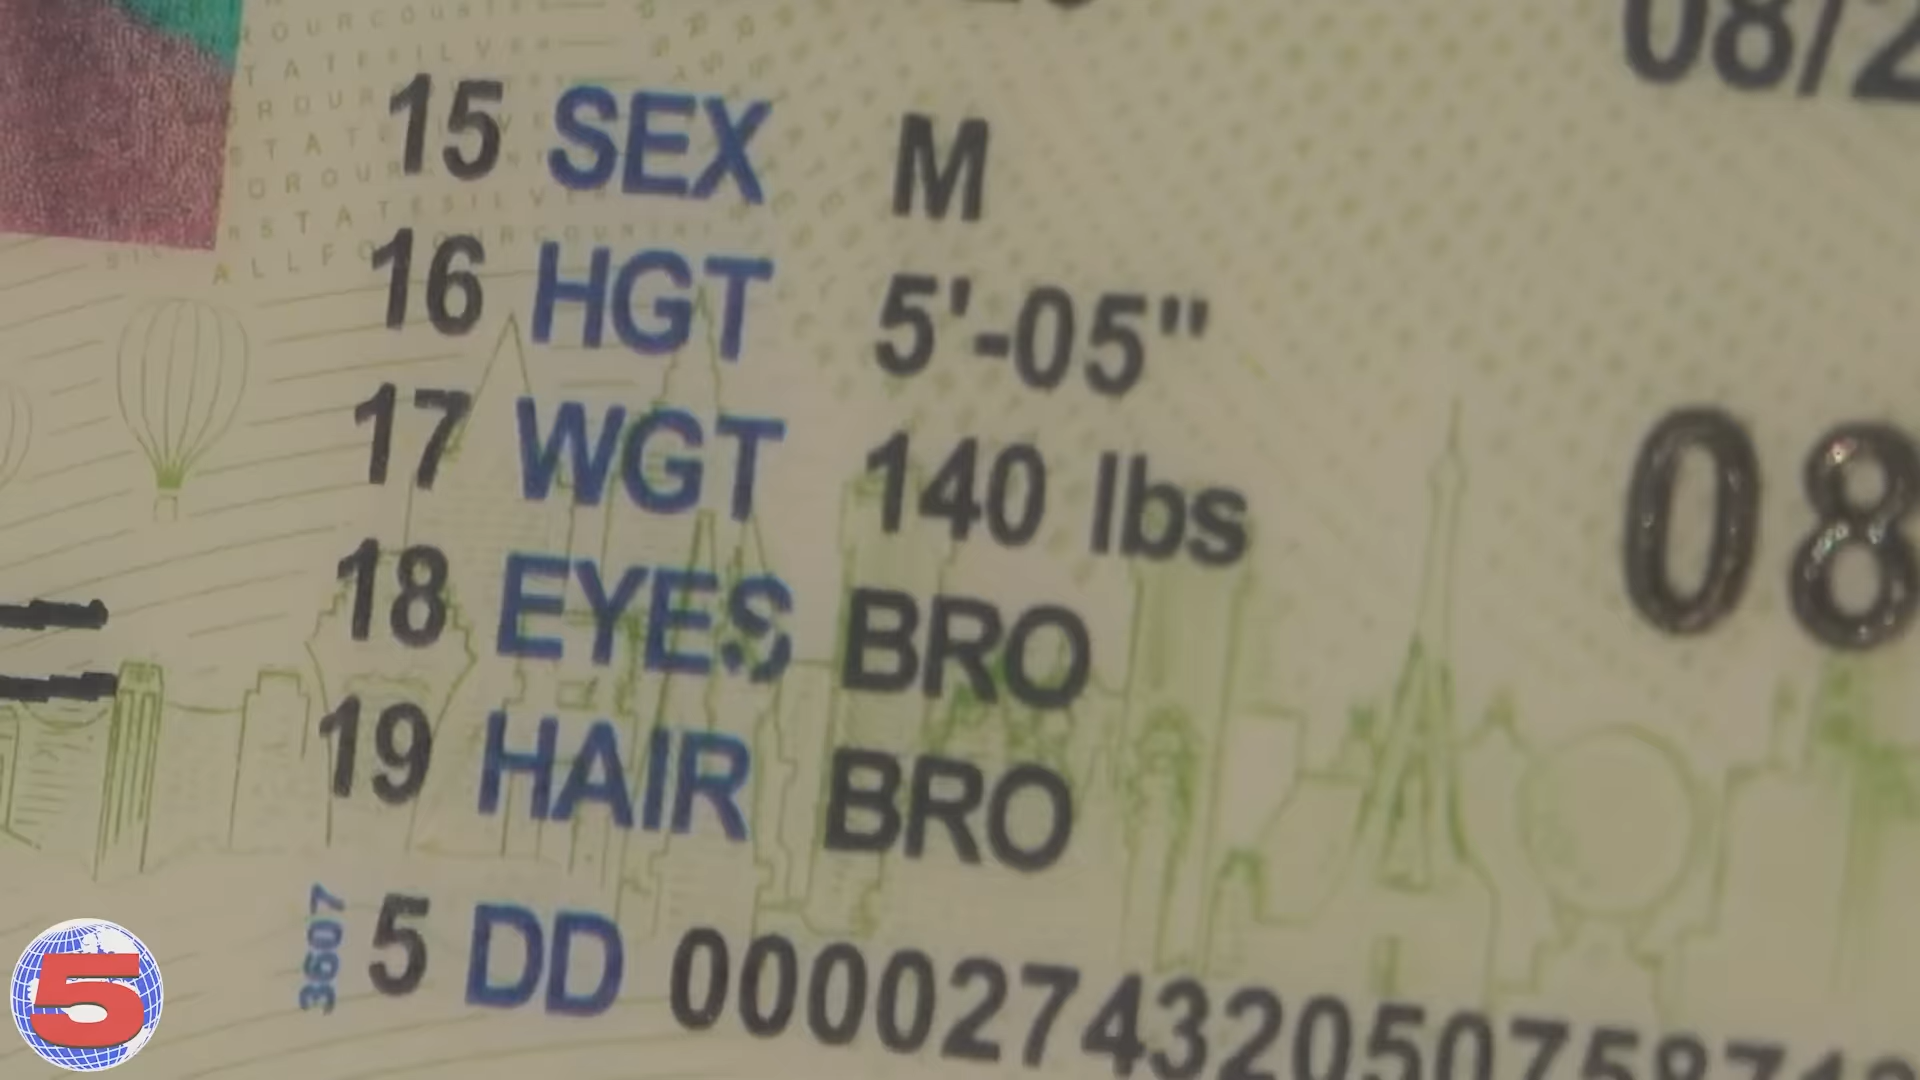 08/2
15 SEX M
16 HGT 5'-05"
17 WGT 140 lbs
18 EYES BRO
19 HAIR BRO
08
3607
5 DD 0000274320507587
5